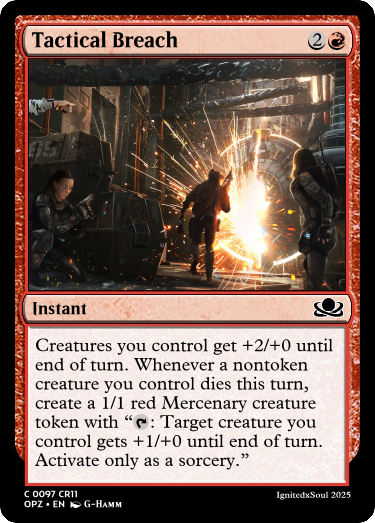 Tactical Breach 2
Instant
Creatures you control get +2/+0 until
end of turn. Whenever a nontoken
creature you control dies this turn,
create a 1/1 red Mercenary creature
token with “: Target creature you
control gets +1/+0 until end of turn.
Activate only as a sorcery.”
C 0097 CR11
OPZ • EN G-Hamm
IgnitedxSoul 2025